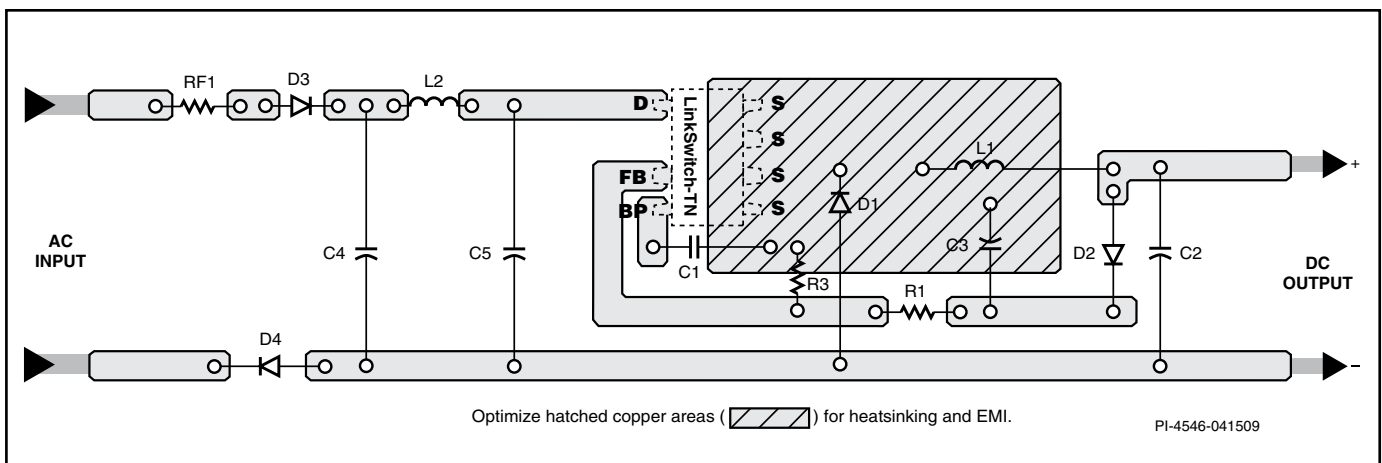 RF1
D3
L2
D
S
LinkSwitch-TN
S
L1
+
FB
S
BP
S
D1
AC
INPUT
C4
C5
C1
C3
D2
C2
DC
OUTPUT
R3
R1
D4
–
Optimize hatched copper areas ( ) for heatsinking and EMI.
PI-4546-041509